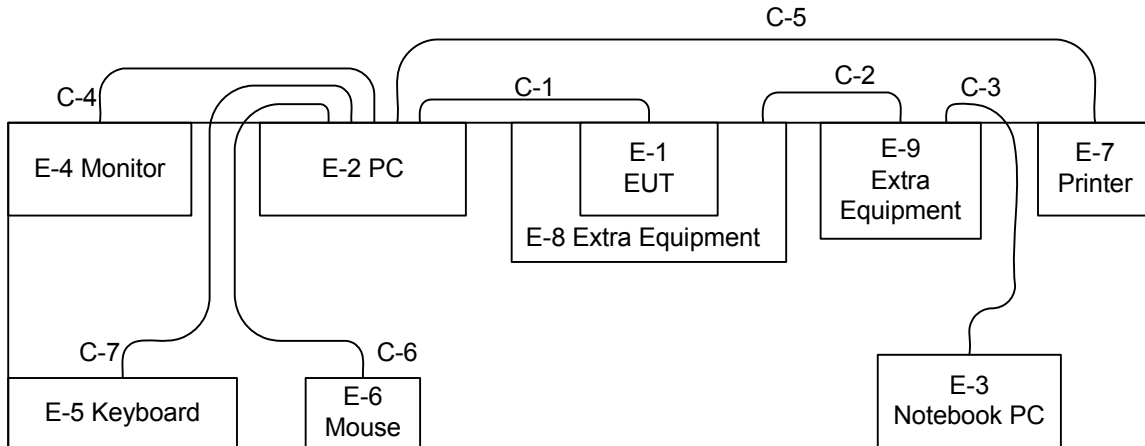 C-5
C-4
C-1
C-2
C-3
E-4 Monitor
E-2 PC
E-1
EUT
E-8 Extra Equipment
E-9
Extra
Equipment
E-7
Printer
C-7
C-6
E-5 Keyboard
E-6
Mouse
E-3
Notebook PC